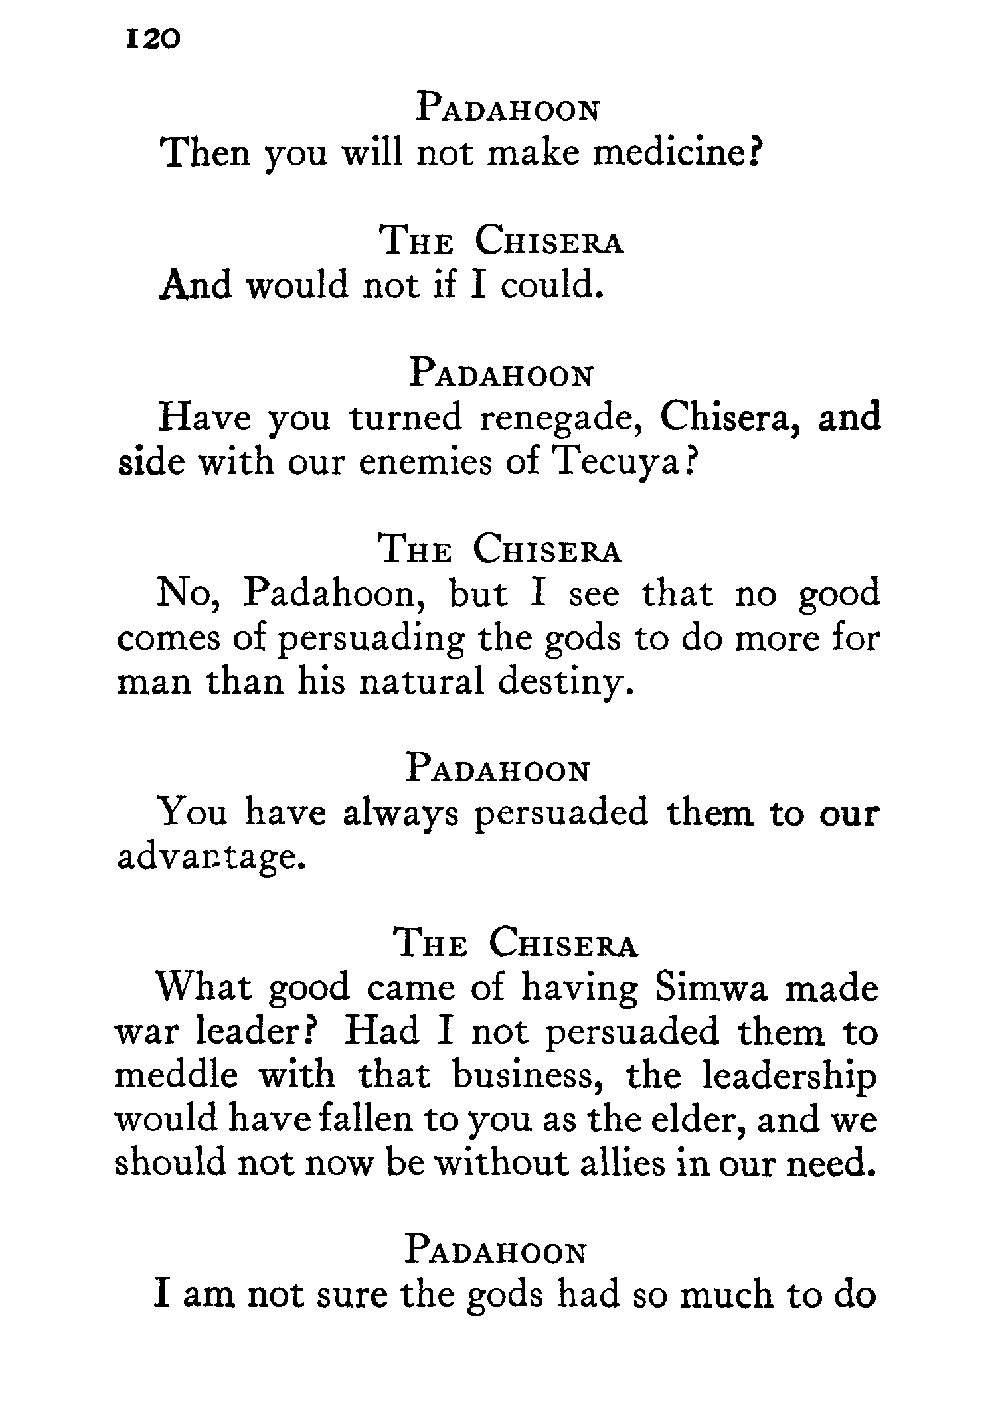 120
PADAHOON
Then you will not make medicine?
THE CHISERA
And would not if I could.
PADAHOON
Have you turned renegade, Chisera, and
side with our enemies of Tecuya?
THE CHISERA
No, Padahoon, but I see that no good
comes of persuading the gods to do more for
man than his natural destiny.
PADAHOON
You have always persuaded them to our
advantage.
THE CHISERA
What good came of having Simwa made
war leader? Had I not persuaded them to
meddle with that business, the leadership
would have fallen to you as the elder, and we
should not now be without allies in our need.
PADAHOON
I am not sure the gods had so much to do